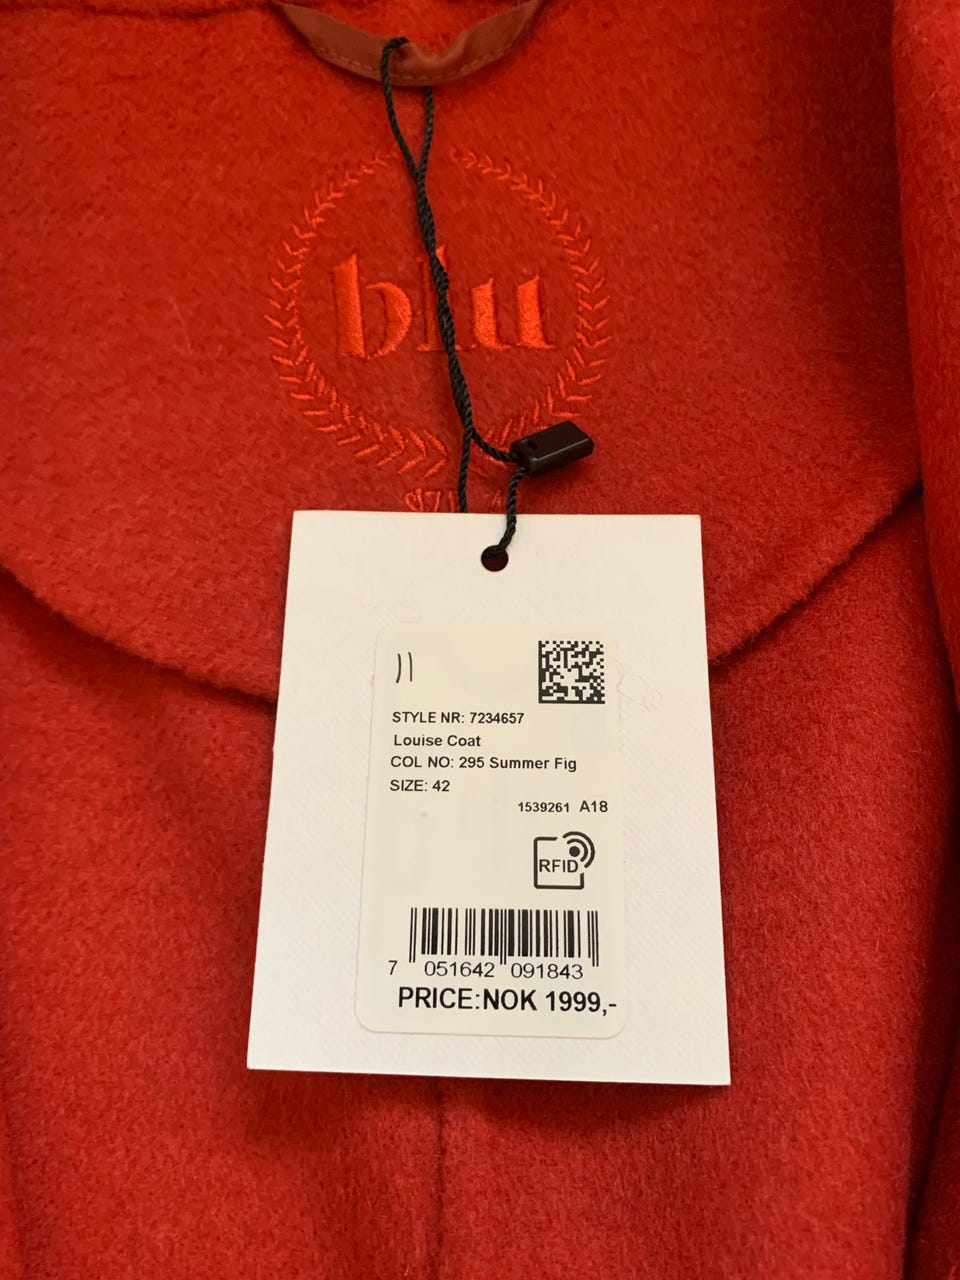 blu
STYLE NR: 7234657
Louise Coat
COL NO: 295 Summer Fig
SIZE: 42
1539261 A18
RFID
7 051642 091843
PRICE:NOK 1999,-